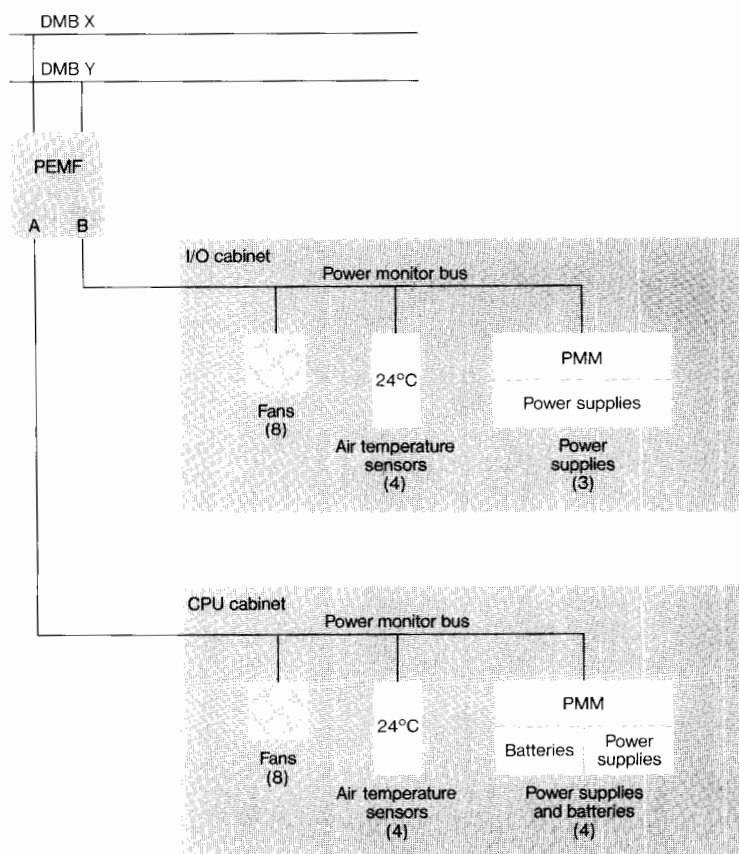 DMB X
DMB Y
PEMF
A B
I/O cabinet
Power monitor bus
Fans
(8)
24°C
Air temperature
sensors
(4)
PMM
Power supplies
Power
supplies
(3)
CPU cabinet
Power monitor bus
Fans
(8)
24°C
Air temperature
sensors
(4)
PMM
Batteries
Power
supplies
Power supplies
and batteries
(4)